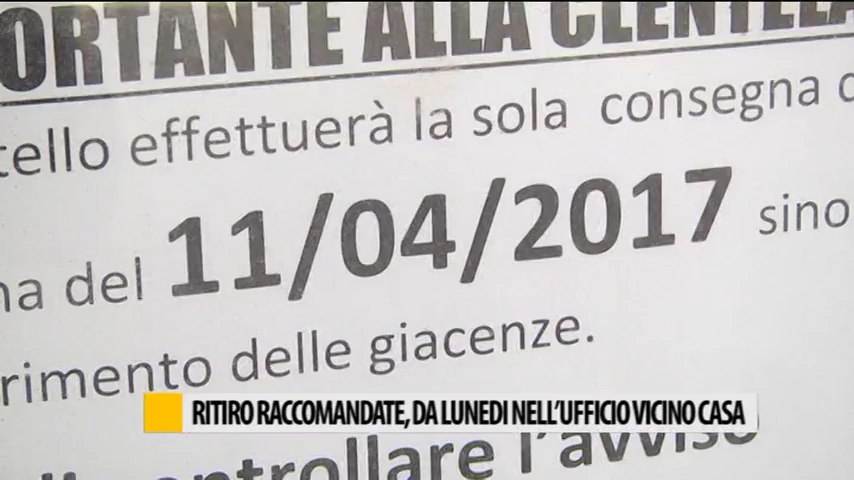 ORTANTE ALLA CLENTELA
tello effettuerà la sola consegna d
na del 11/04/2017 sino
rimento delle giacenze.
RITIRO RACCOMANDATE, DA LUNEDI NELL'UFFICIO VICINO CASA
controllare l'avviso